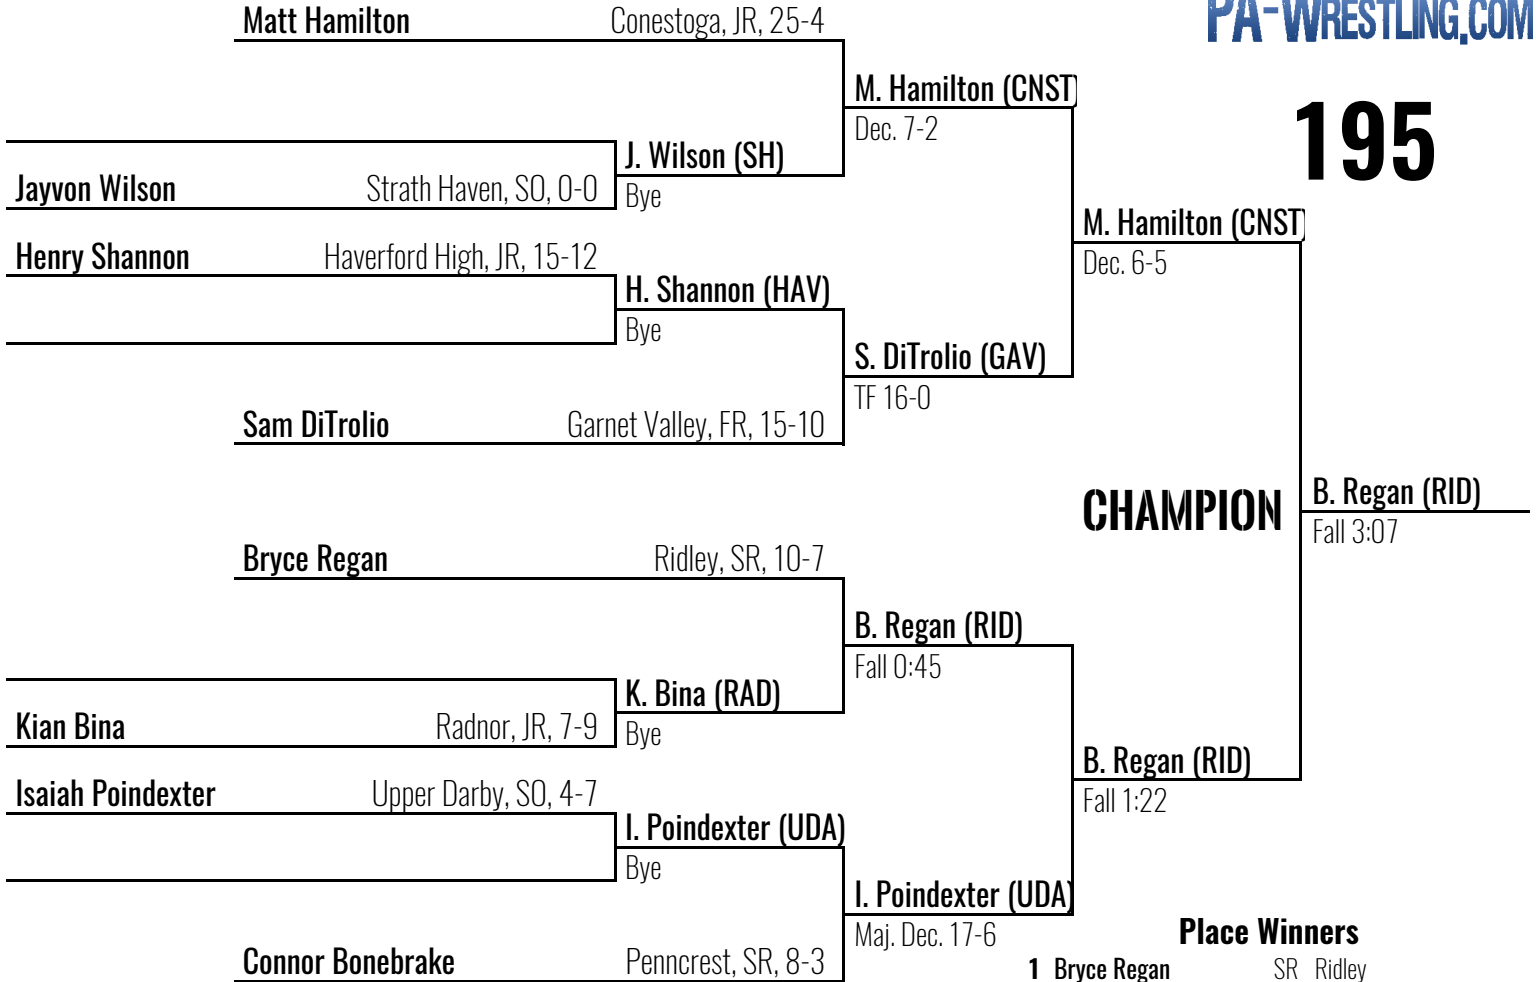 Matt Hamilton Conestoga, JR, 25-4
PA-WRESTLING.COM
M. Hamilton (CNST)
Dec. 7-2
195
J. Wilson (SH)
Jayvon Wilson Strath Haven, SO, 0-0
Bye
M. Hamilton (CNST)
Henry Shannon Haverford High, JR, 15-12
Dec. 6-5
H. Shannon (HAV)
Bye
S. DiTrolio (GAV)
TF 16-0
Sam DiTrolio Garnet Valley, FR, 15-10
CHAMPION
B. Regan (RID)
Fall 3:07
Bryce Regan Ridley, SR, 10-7
B. Regan (RID)
Fall 0:45
K. Bina (RAD)
Kian Bina Radnor, JR, 7-9
Bye
B. Regan (RID)
Isaiah Poindexter Upper Darby, SO, 4-7
Fall 1:22
I. Poindexter (UDA)
Bye
I. Poindexter (UDA)
Maj. Dec. 17-6
Place Winners
Connor Bonebrake Penncrest, SR, 8-3
1 Bryce Regan SR Ridley